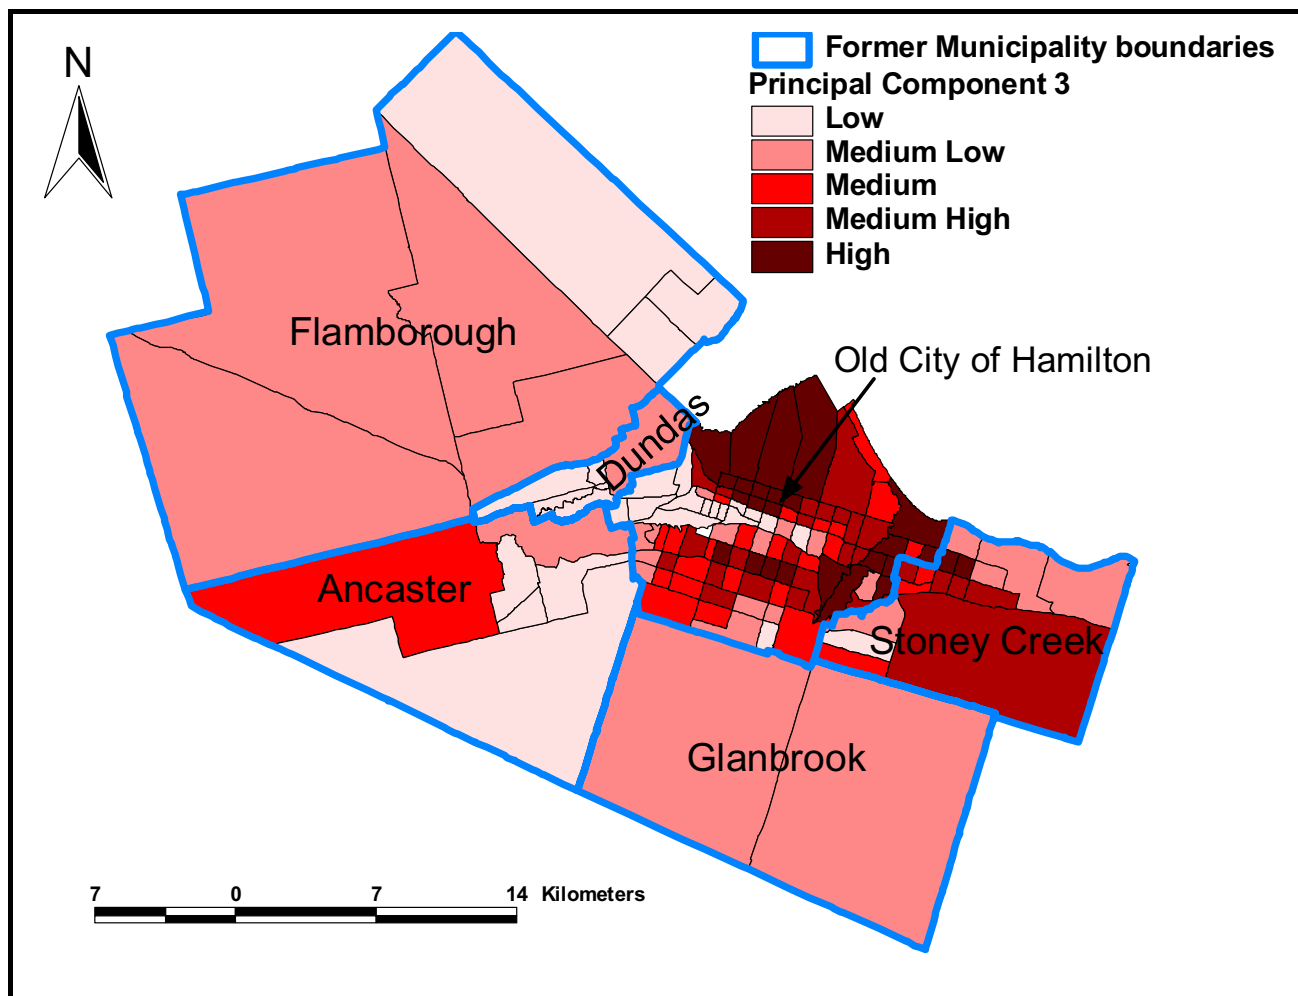 N
Former Municipality boundaries
Principal Component 3
Low
Medium Low
Medium
Medium High
High
Flamborough
Old City of Hamilton
Dundas
Ancaster
Stoney Creek
Glanbrook
7 0 7 14 Kilometers